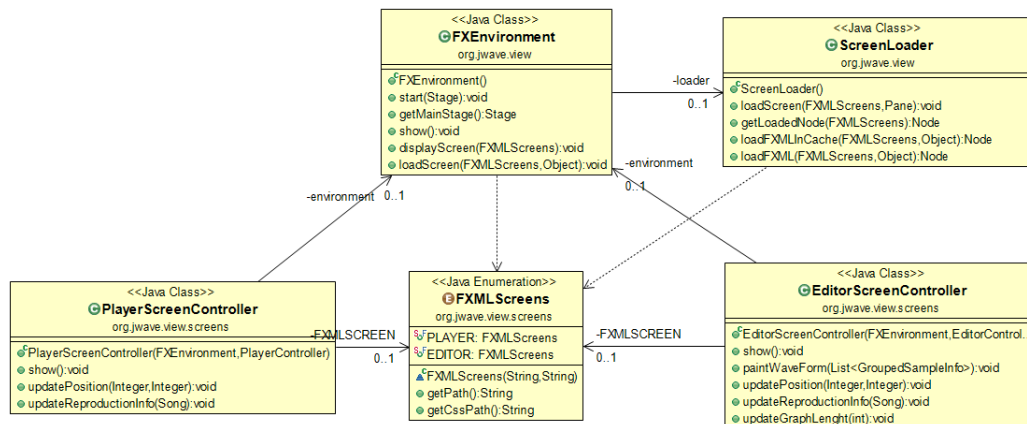 <<Java Class>>
FXEnvironment
org.jwave.view
FXEnvironment()
start(Stage):void
getMainStage():Stage
show():void
displayScreen(FXMLScreens):void
loadScreen(FXMLScreens,Object):void
-loader
0..1
<<Java Class>>
ScreenLoader
org.jwave.view
ScreenLoader()
loadScreen(FXMLScreens,Pane):void
getLoadedNode(FXMLScreens):Node
loadFXMLInCache(FXMLScreens,Object):Node
loadFXML(FXMLScreens,Object):Node
-environment
0..1
-environment
0..1
<<Java Class>>
PlayerScreenController
org.jwave.view.screens
PlayerScreenController(FXEnvironment,PlayerController)
show():void
updatePosition(Integer,Integer):void
updateReproductionInfo(Song):void
-FXMLSCREEN
0..1
<<Java Enumeration>>
FXMLScreens
org.jwave.view.screens
PLAYER: FXMLScreens
EDITOR: FXMLScreens
FXMLScreens(String,String)
getPath():String
getCssPath():String
-FXMLSCREEN
0..1
<<Java Class>>
EditorScreenController
org.jwave.view.screens
EditorScreenController(FXEnvironment,EditorControl...
show():void
paintWaveForm(List<GroupedSampleInfo>):void
updatePosition(Integer,Integer):void
updateReproductionInfo(Song):void
updateGraphLenght(int):void